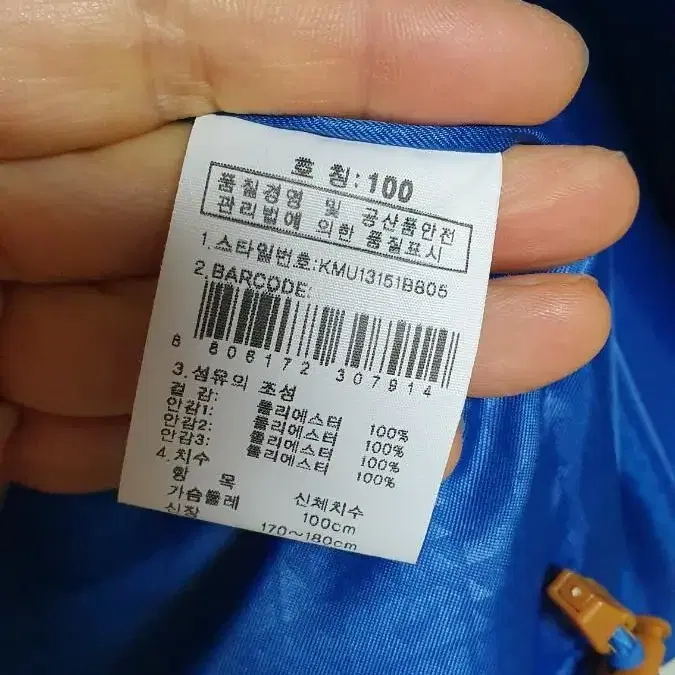 호 칭:100
품질경영 및 공산품안전
관리법에 의한 품질표시
1.스타일번호:KMU13151B805
2.BARCODE:
8 806172 307914
3.섬유의 조성
겉 감: 폴리에스터 100%
안감1: 폴리에스터 100%
안감2: 폴리에스터 100%
안감3: 폴리에스터 100%
4.치수
항 목 신체치수
가슴둘레 100cm
신장 170~180cm